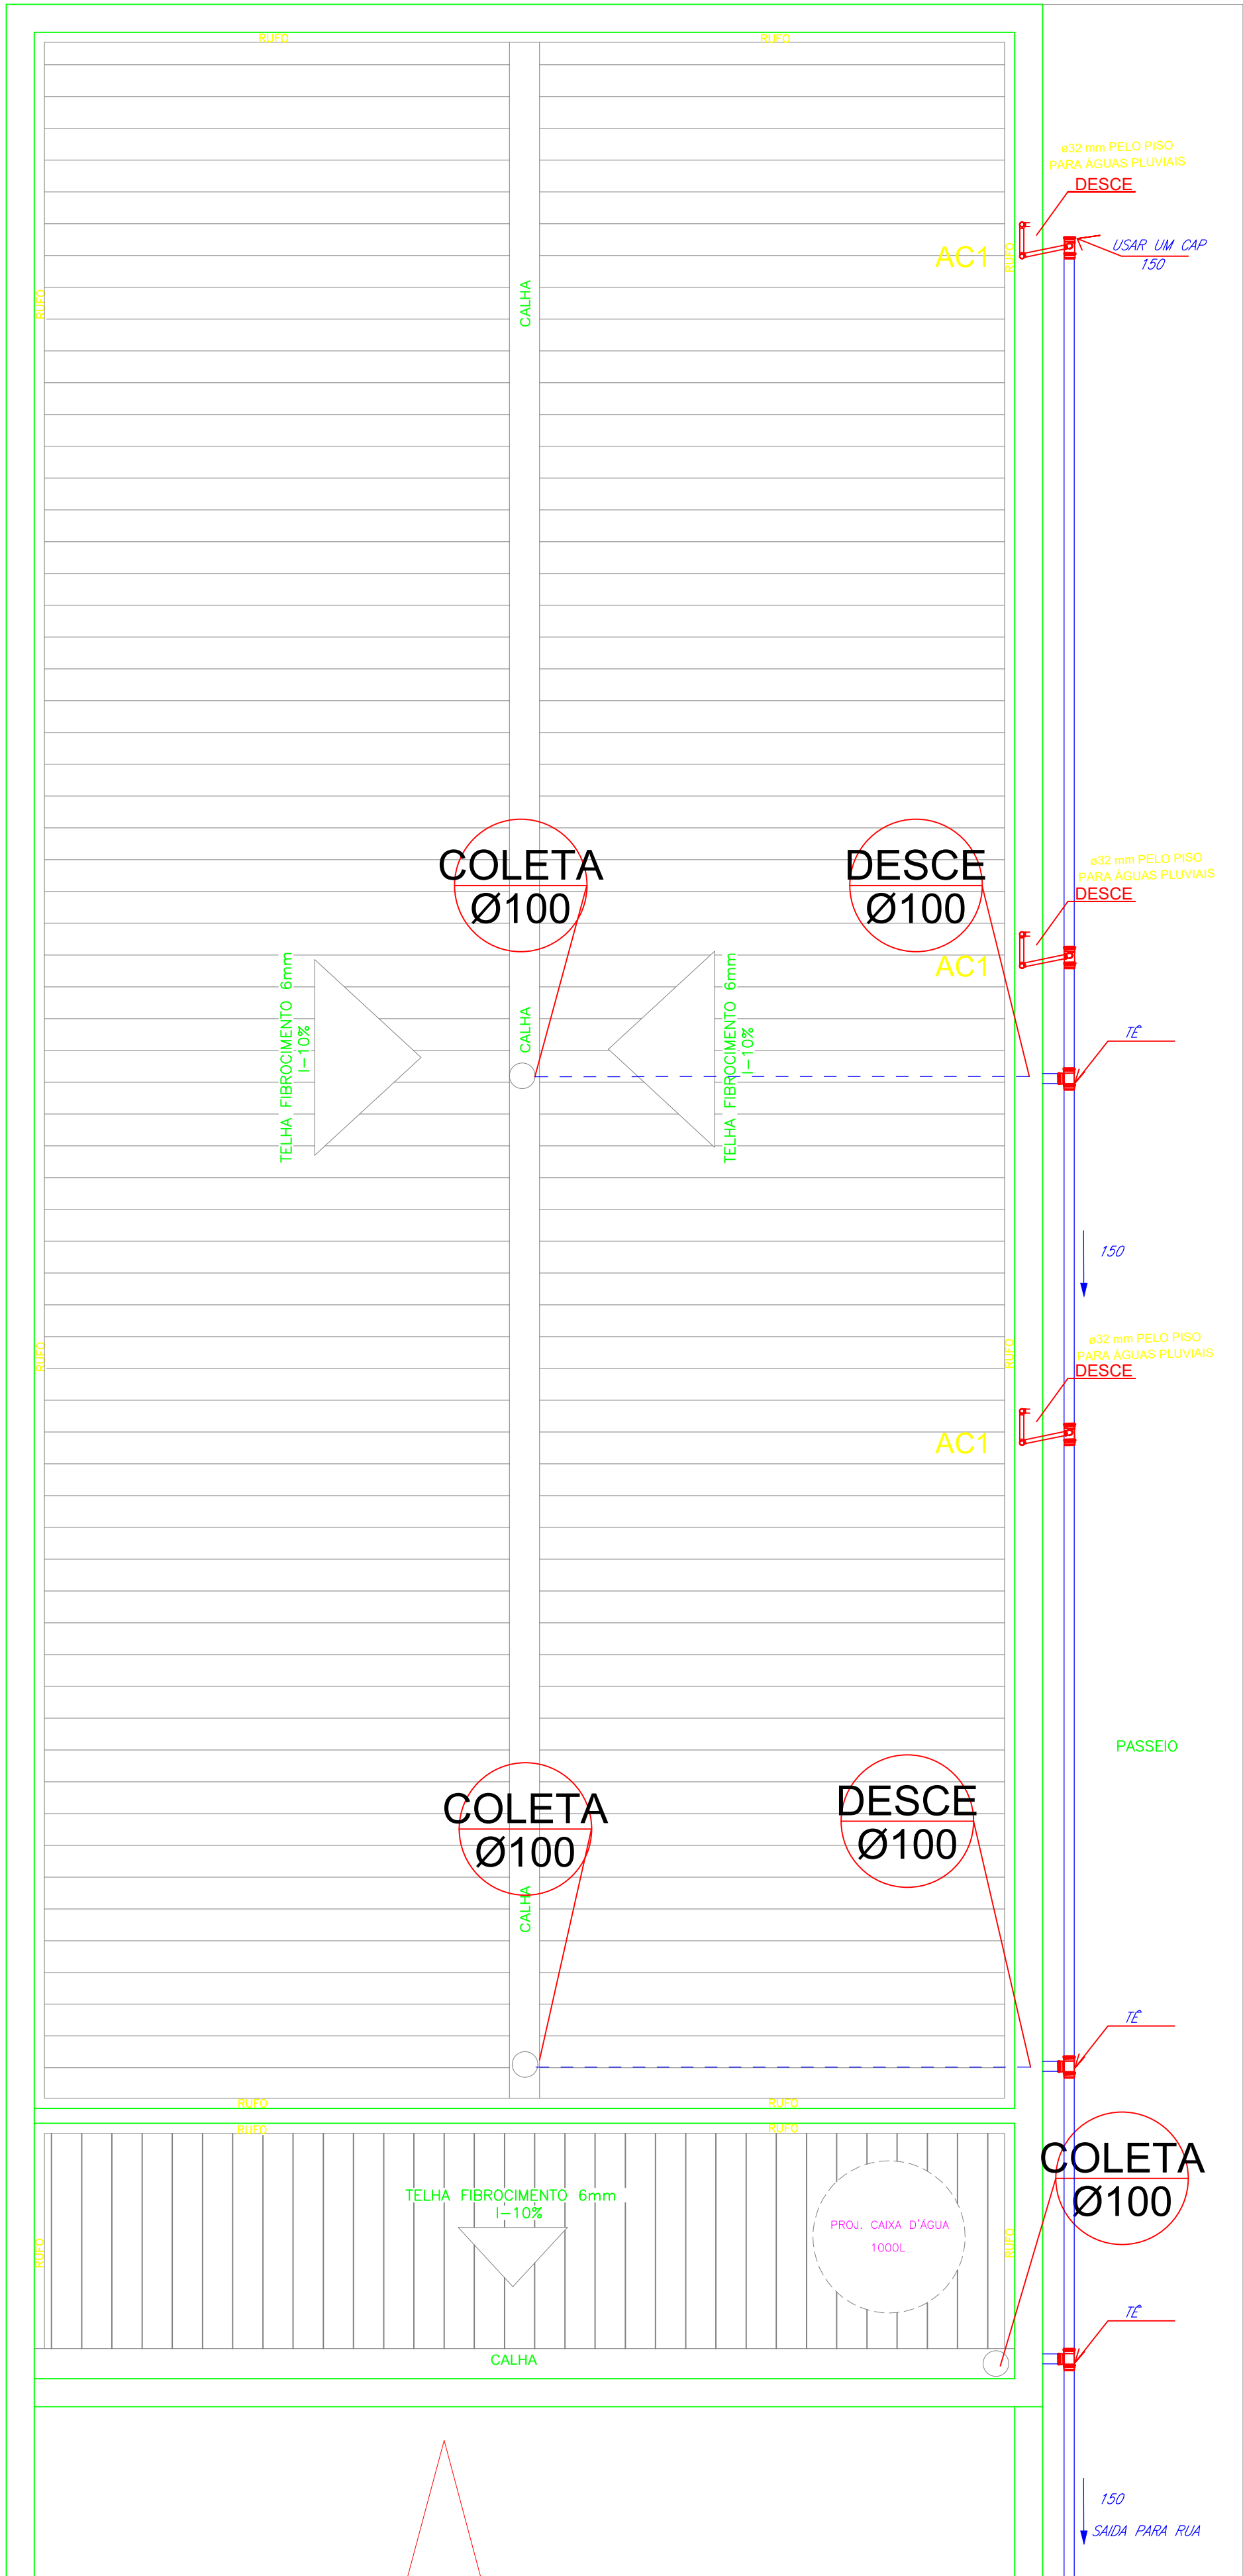 RUFO
RUFO
ø32 mm PELO PISO
PARA ÁGUAS PLUVIAIS
DESCE
USAR UM CAP
150
AC1
RUFO
RUFO
CALHA
COLETA
Ø100
DESCE
Ø100
ø32 mm PELO PISO
PARA ÁGUAS PLUVIAIS
DESCE
AC1
TELHA FIBROCIMENTO 6mm
I-10%
CALHA
TELHA FIBROCIMENTO 6mm
I-10%
TÊ
150
RUFO
RUFO
ø32 mm PELO PISO
PARA ÁGUAS PLUVIAIS
DESCE
AC1
PASSEIO
COLETA
Ø100
DESCE
Ø100
CALHA
TÊ
RUFO
RUFO
RUFO
RUFO
COLETA
Ø100
TELHA FIBROCIMENTO 6mm
I-10%
PROJ. CAIXA D'ÁGUA
1000L
RUFO
RUFO
TÊ
CALHA
150
SAIDA PARA RUA